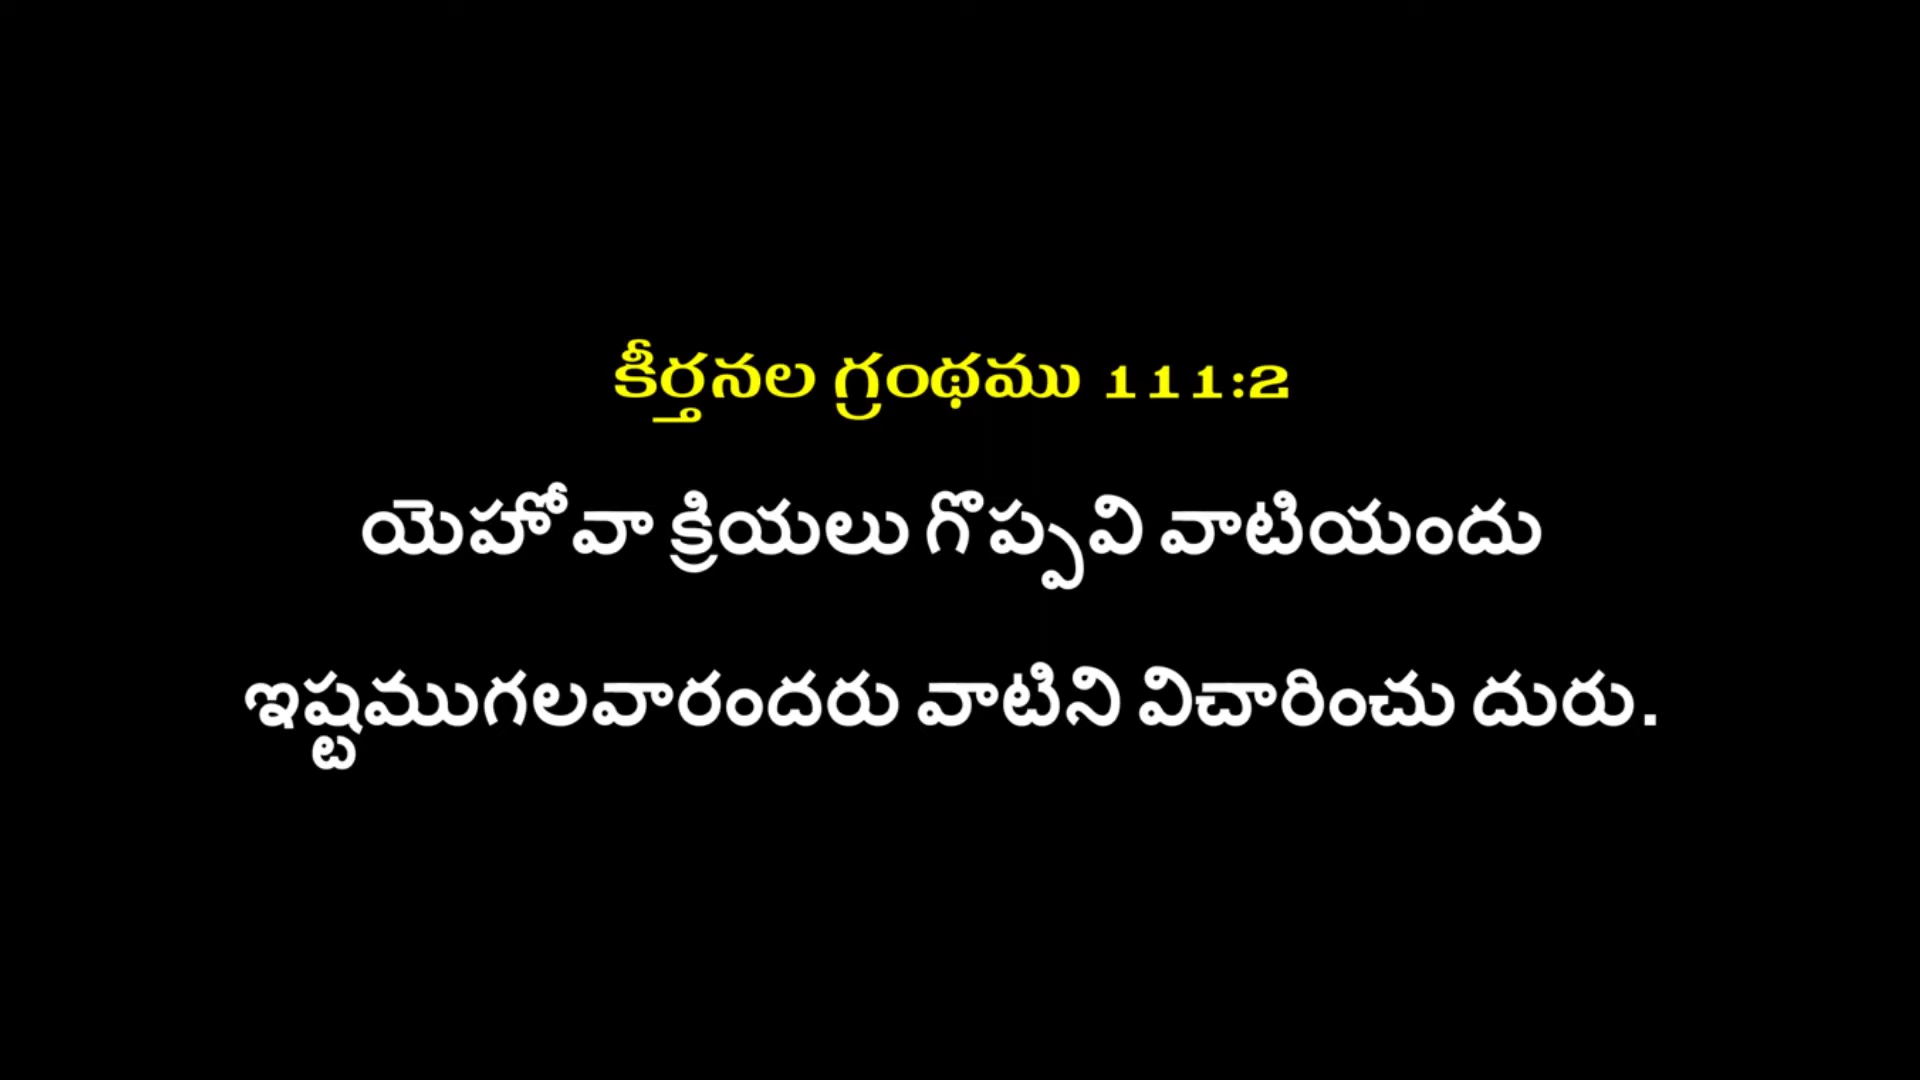 కీర్తనల గ్రంథము 111:2
యెహోవా క్రియలు గొప్పవి వాటియందు
ఇష్టముగలవారందరు వాటిని విచారించు దురు.